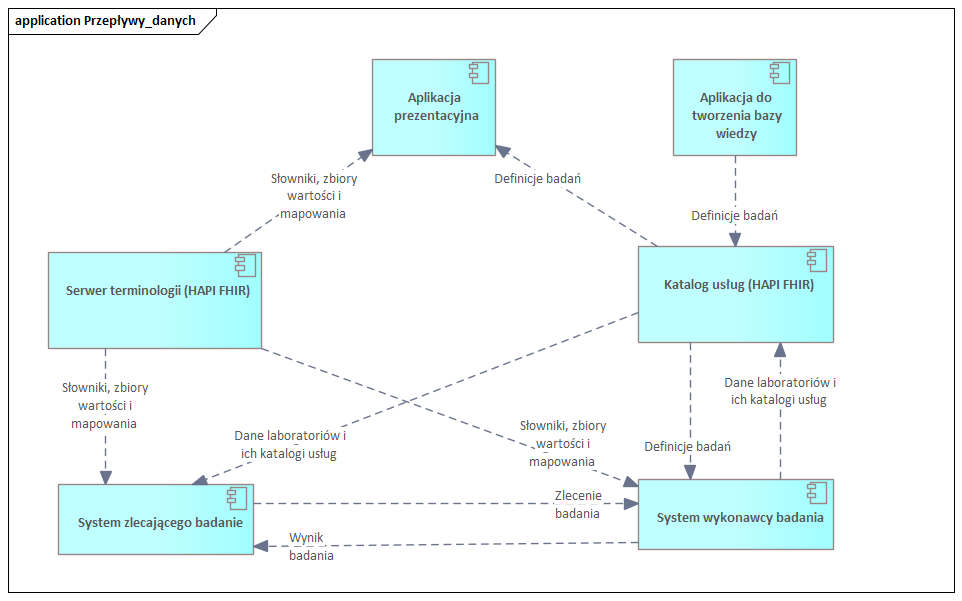 application Przepływy_danych
Aplikacja
prezentacyjna
Aplikacja do
tworzenia bazy
wiedzy
Słowniki, zbiory
wartości i
mapowania
Definicje badań
Definicje badań
Serwer terminologii (HAPI FHIR)
Katalog usług (HAPI FHIR)
Słowniki, zbiory
wartości i
mapowania
Dane laboratoriów i
ich katalogi usług
Dane laboratoriów i
ich katalogi usług
Słowniki, zbiory
wartości i
mapowania
Definicje badań
System zlecającego badanie
Zlecenie
badania
System wykonawcy badania
Wynik
badania